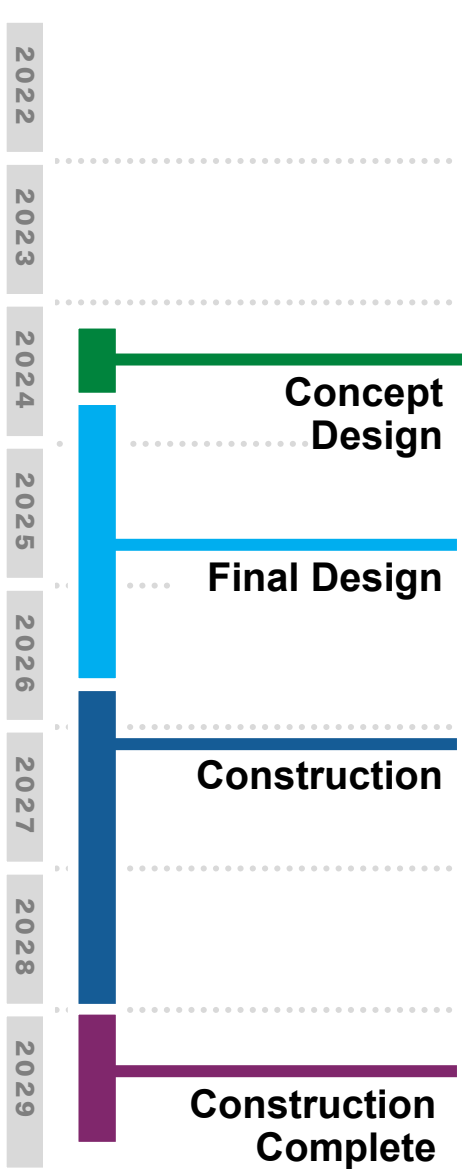 2022
2023
2024
Concept
Design
2025
Final Design
2026
Construction
2027
2028
2029
Construction
Complete